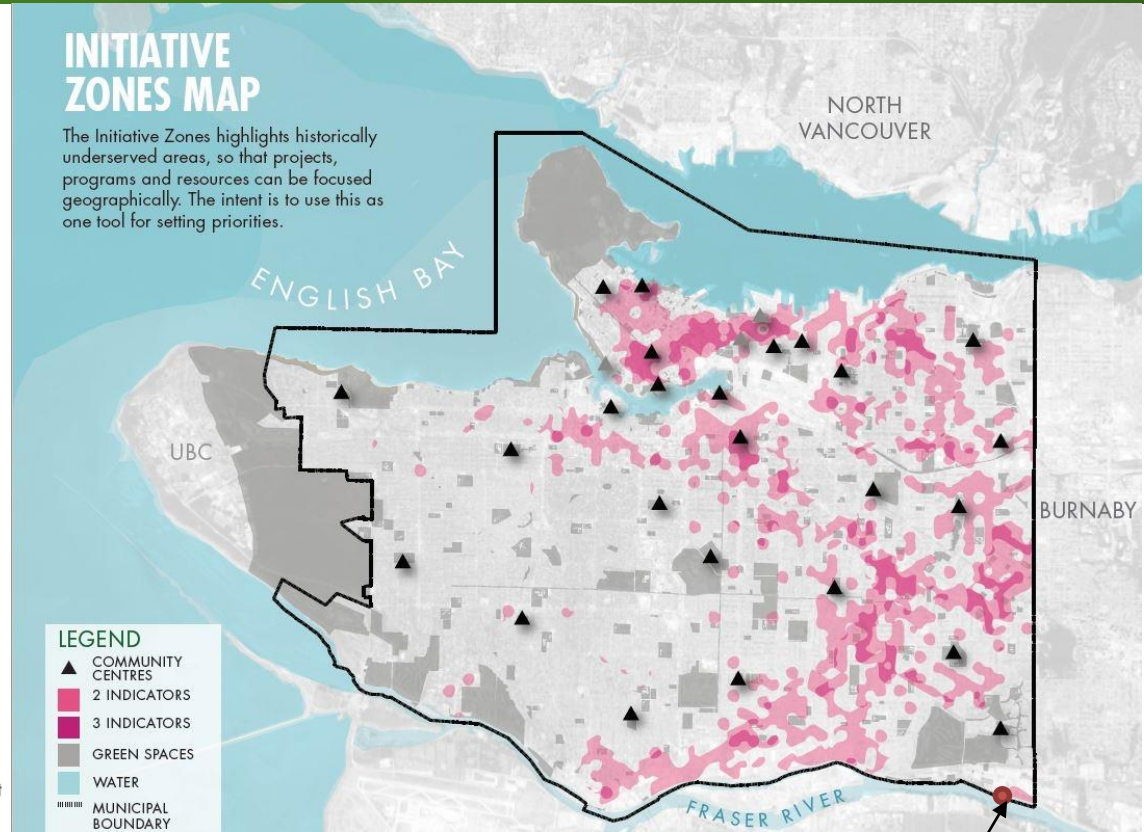 INITIATIVE
ZONES MAP
The Initiative Zones highlights historically
underserved areas, so that projects,
programs and resources can be focused
geographically. The intent is to use this as
one tool for setting priorities.
NORTH
VANCOUVER
ENGLISH BAY
UBC
BURNABY
LEGEND
COMMUNITY
CENTRES
2 INDICATORS
3 INDICATORS
GREEN SPACES
WATER
MUNICIPAL
BOUNDARY
FRASER RIVER